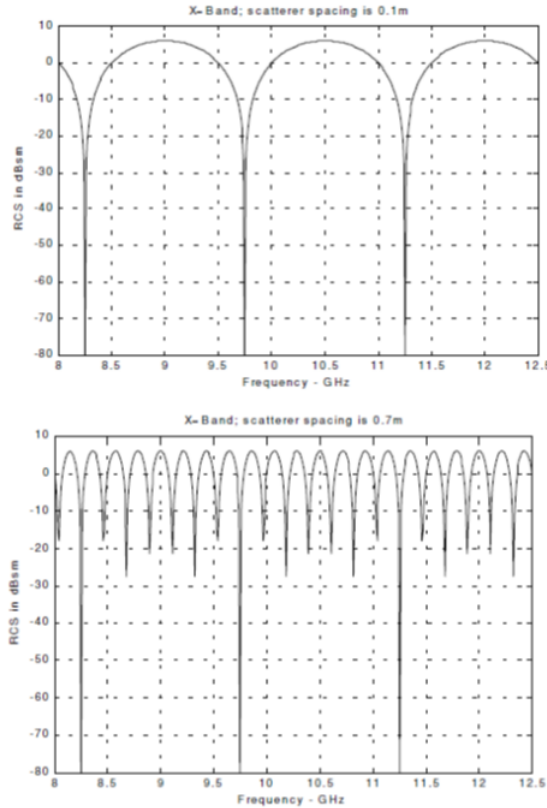 X-Band; scatterer spacing is 0.1m
10
0
-10
-20
-30
-40
-50
-60
-70
-80
RCS in dBsm
8 8.5 9 9.5 10 10.5 11 11.5 12 12.5
Frequency - GHz
X-Band; scatterer spacing is 0.7m
10
0
-10
-20
-30
-40
-50
-60
-70
-80
RCS in dBsm
8 8.5 9 9.5 10 10.5 11 11.5 12 12.5
Frequency - GHz